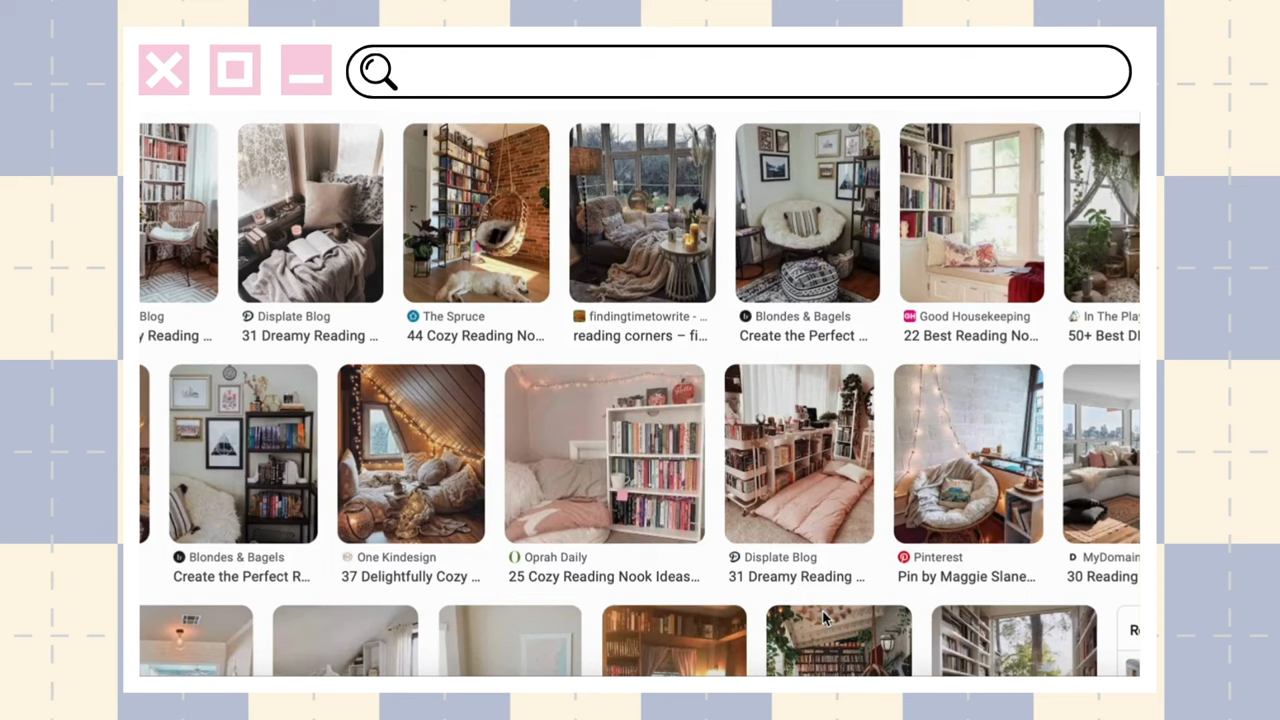 Blog
Displate Blog
The Spruce
findingtimetowrite - ...
Blondes & Bagels
Good Housekeeping
In The Play
y Reading ...
31 Dreamy Reading ...
44 Cozy Reading No...
reading corners – fi...
Create the Perfect ...
22 Best Reading No...
50+ Best DI
Blondes & Bagels
One Kindesign
Oprah Daily
Displate Blog
Pinterest
MyDomain
Create the Perfect R...
37 Delightfully Cozy ...
25 Cozy Reading Nook Ideas...
31 Dreamy Reading ...
Pin by Maggie Slane...
30 Reading